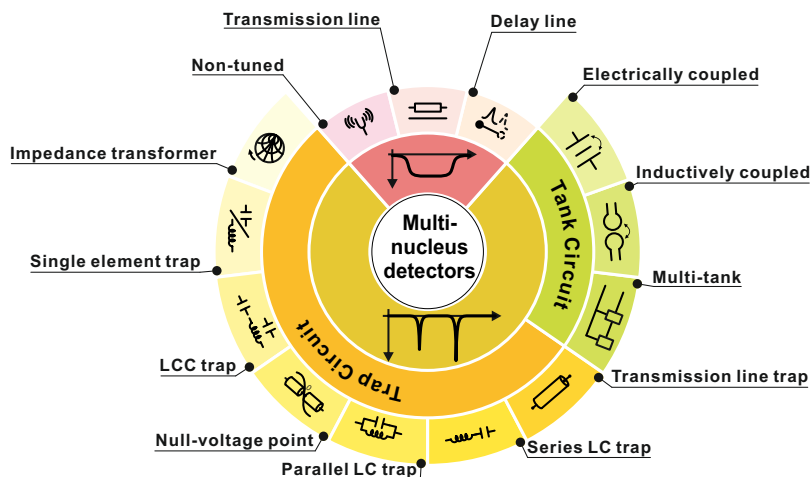 Transmission line
Delay line
Non-tuned
Electrically coupled
Impedance transformer
Inductively coupled
Multi-
nucleus
detectors
Tank Circuit
Single element trap
Multi-tank
Trap Circuit
LCC trap
Transmission line trap
Null-voltage point
Series LC trap
Parallel LC trap